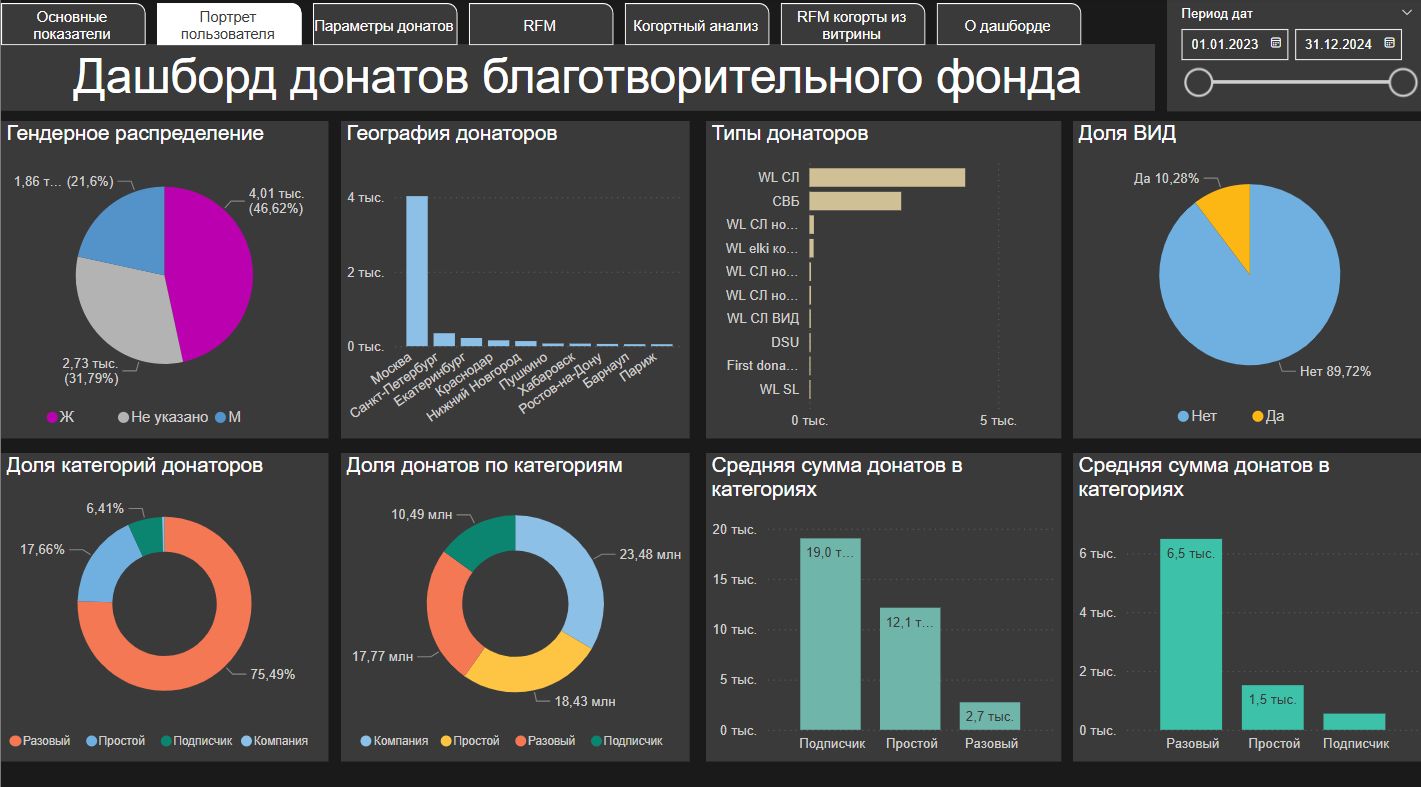 Основные
показатели
Портрет
пользователя
Параметры донатов
RFM
Когортный анализ
RFM когорты из
витрины
О дашборде
Период дат
01.01.2023
31.12.2024
Дашборд донатов благотворительного фонда
Гендерное распределение
1,86 т... (21,6%)
4,01 тыс.
(46,62%)
2,73 тыс.
(31,79%)
Ж
Не указано
М
География донаторов
4 тыс.
2 тыс.
0 тыс.
Москва
Санкт-Петербург
Екатеринбург
Краснодар
Нижний Новгород
Пушкино
Хабаровск
Ростов-на-Дону
Барнаул
Париж
Типы донаторов
WL СЛ
СВБ
WL СЛ но...
WL elki ко...
WL СЛ но...
WL СЛ но...
WL СЛ ВИД
DSU
First dona...
WL SL
0 тыс.
5 тыс.
Доля ВИД
Да 10,28%
Нет 89,72%
Нет
Да
Доля категорий донаторов
6,41%
17,66%
75,49%
Разовый
Простой
Подписчик
Компания
Доля донатов по категориям
10,49 млн
23,48 млн
17,77 млн
18,43 млн
Компания
Простой
Разовый
Подписчик
Средняя сумма донатов в
категориях
20 тыс.
15 тыс.
10 тыс.
5 тыс.
0 тыс.
19,0 т...
12,1 т...
2,7 тыс.
Подписчик
Простой
Разовый
Средняя сумма донатов в
категориях
6 тыс.
4 тыс.
2 тыс.
0 тыс.
6,5 тыс.
1,5 тыс.
Разовый
Простой
Подписчик